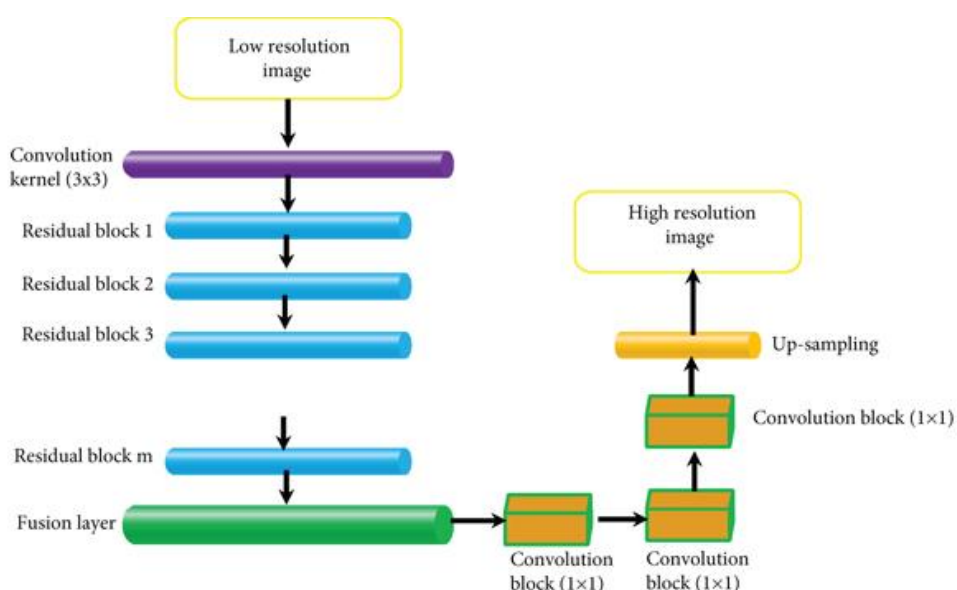 Low resolution
image
Convolution
kernel (3x3)
Residual block 1
Residual block 2
Residual block 3
Residual block m
Fusion layer
Convolution
block (1×1)
Convolution
block (1×1)
Convolution block (1×1)
Up-sampling
High resolution
image